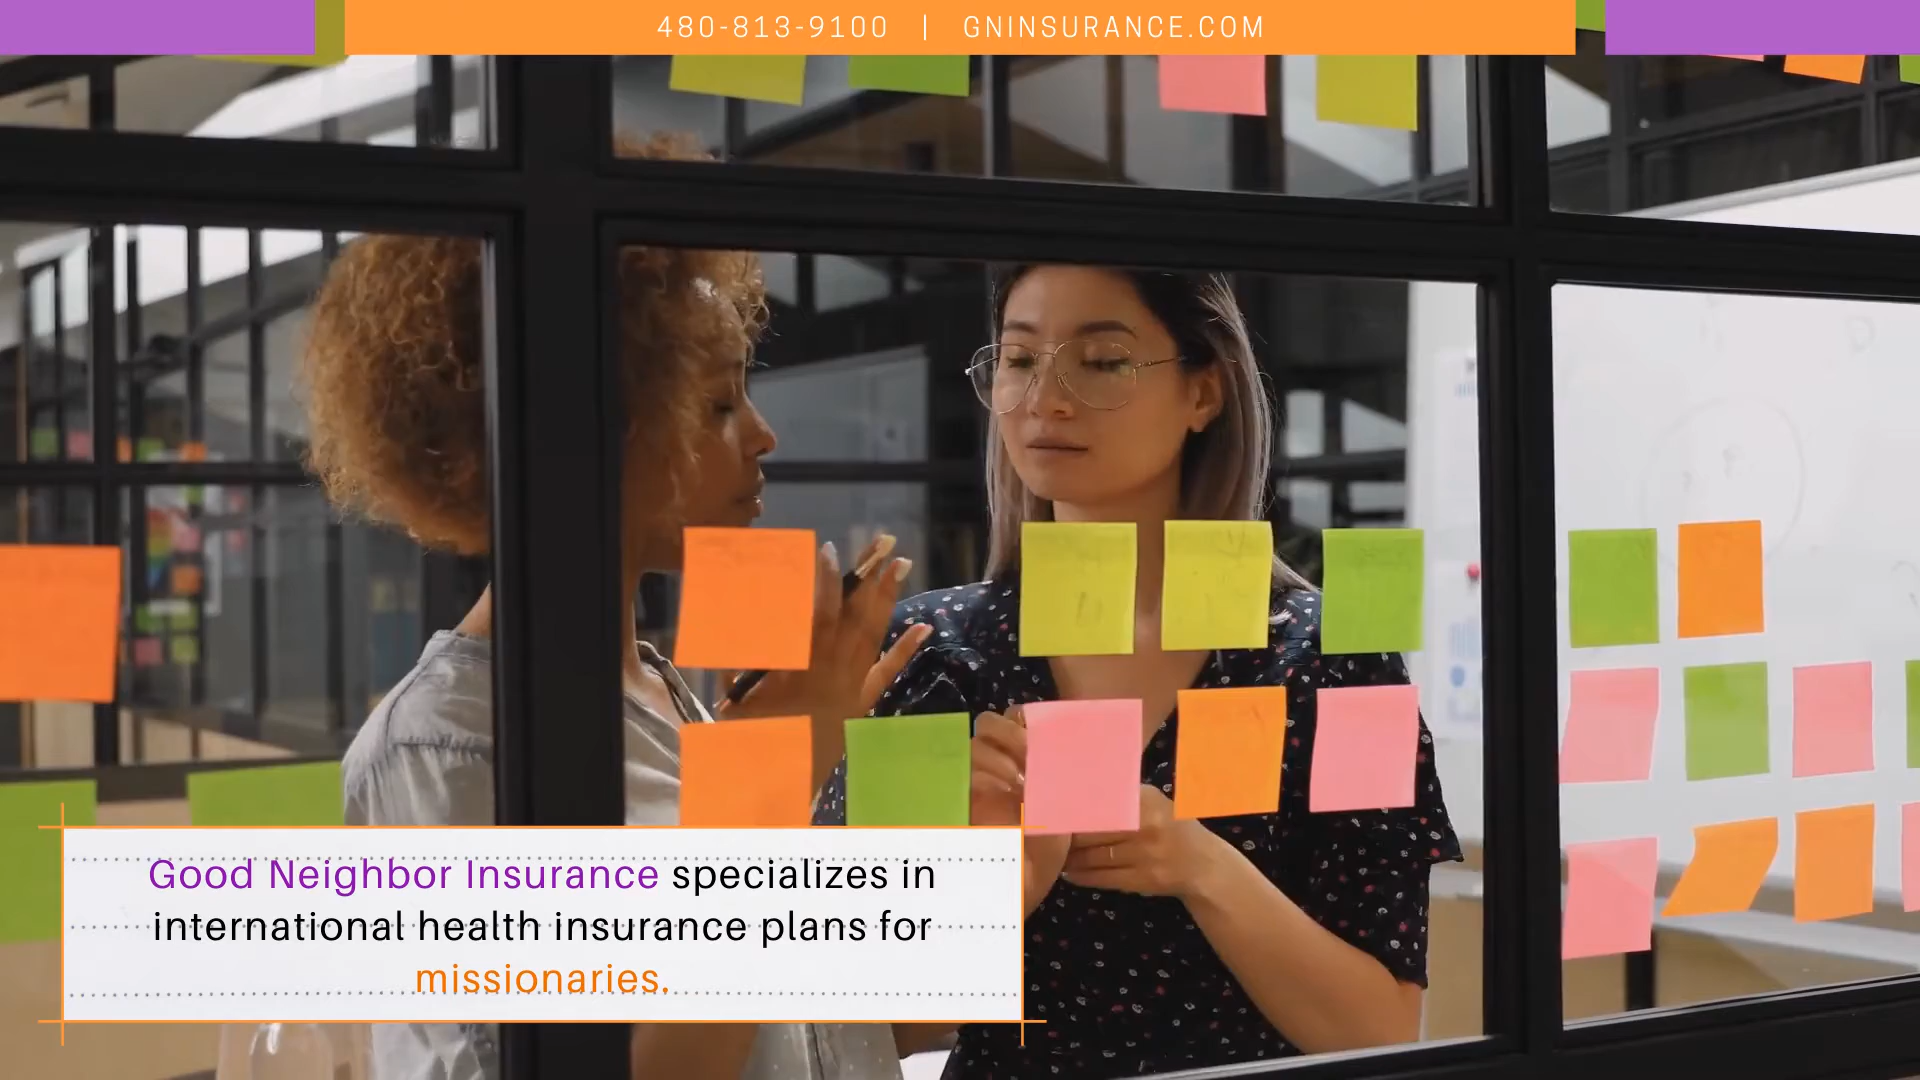 480-813-9100 | GNINSURANCE.COM
Good Neighbor Insurance specializes in
international health insurance plans for
missionaries.